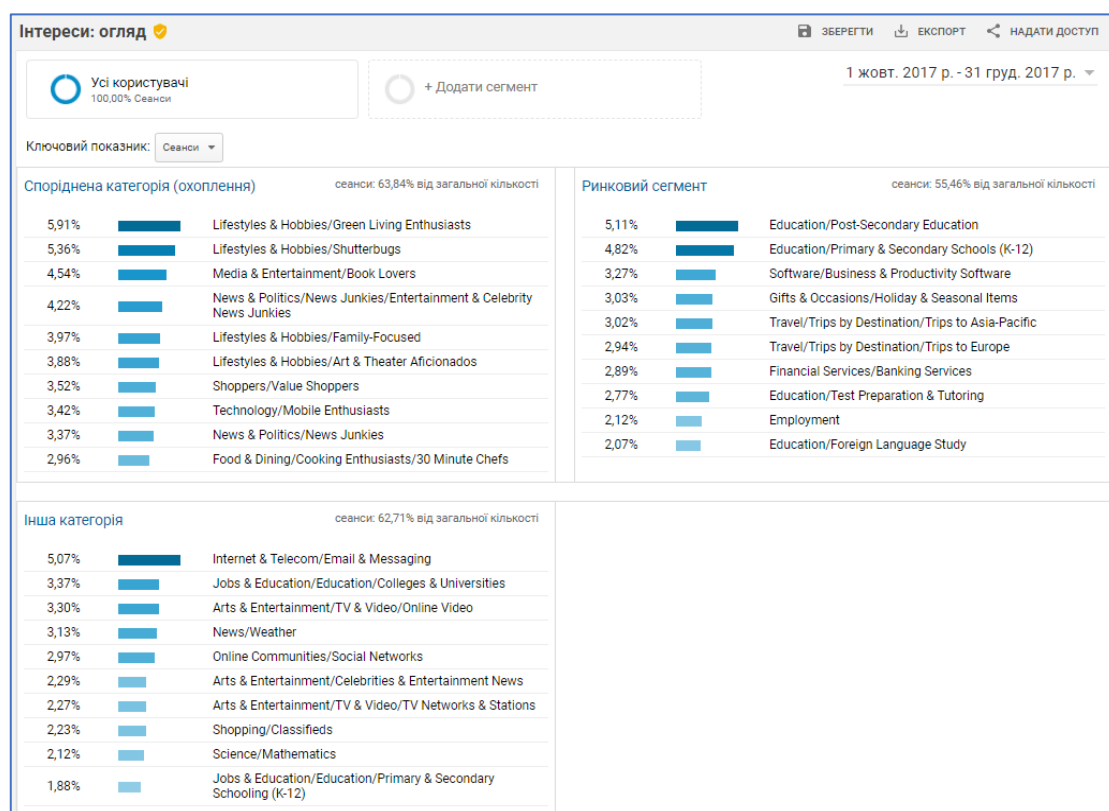 Інтереси: огляд
ЗБЕРЕГТИ ЕКСПОРТ НАДАТИ ДОСТУП
Усі користувачі
100,00% Сеанси
+ Додати сегмент
1 жовт. 2017 р. - 31 груд. 2017 р.
Ключовий показник: Сеанси
Споріднена категорія (охоплення) сеанси: 63,84% від загальної кількості
5,91% Lifestyles & Hobbies/Green Living Enthusiasts
5,36% Lifestyles & Hobbies/Shutterbugs
4,54% Media & Entertainment/Book Lovers
4,22% News & Politics/News Junkies/Entertainment & Celebrity
News Junkies
3,97% Lifestyles & Hobbies/Family-Focused
3,88% Lifestyles & Hobbies/Art & Theater Aficionados
3,52% Shoppers/Value Shoppers
3,42% Technology/Mobile Enthusiasts
3,37% News & Politics/News Junkies
2,96% Food & Dining/Cooking Enthusiasts/30 Minute Chefs
Ринковий сегмент сеанси: 55,46% від загальної кількості
5,11% Education/Post-Secondary Education
4,82% Education/Primary & Secondary Schools (K-12)
3,27% Software/Business & Productivity Software
3,03% Gifts & Occasions/Holiday & Seasonal Items
3,02% Travel/Trips by Destination/Trips to Asia-Pacific
2,94% Travel/Trips by Destination/Trips to Europe
2,89% Financial Services/Banking Services
2,77% Education/Test Preparation & Tutoring
2,12% Employment
2,07% Education/Foreign Language Study
Інша категорія сеанси: 62,71% від загальної кількості
5,07% Internet & Telecom/Email & Messaging
3,37% Jobs & Education/Education/Colleges & Universities
3,30% Arts & Entertainment/TV & Video/Online Video
3,13% News/Weather
2,97% Online Communities/Social Networks
2,29% Arts & Entertainment/Celebrities & Entertainment News
2,27% Arts & Entertainment/TV & Video/TV Networks & Stations
2,23% Shopping/Classifieds
2,12% Science/Mathematics
1,88% Jobs & Education/Education/Primary & Secondary
Schooling (K-12)